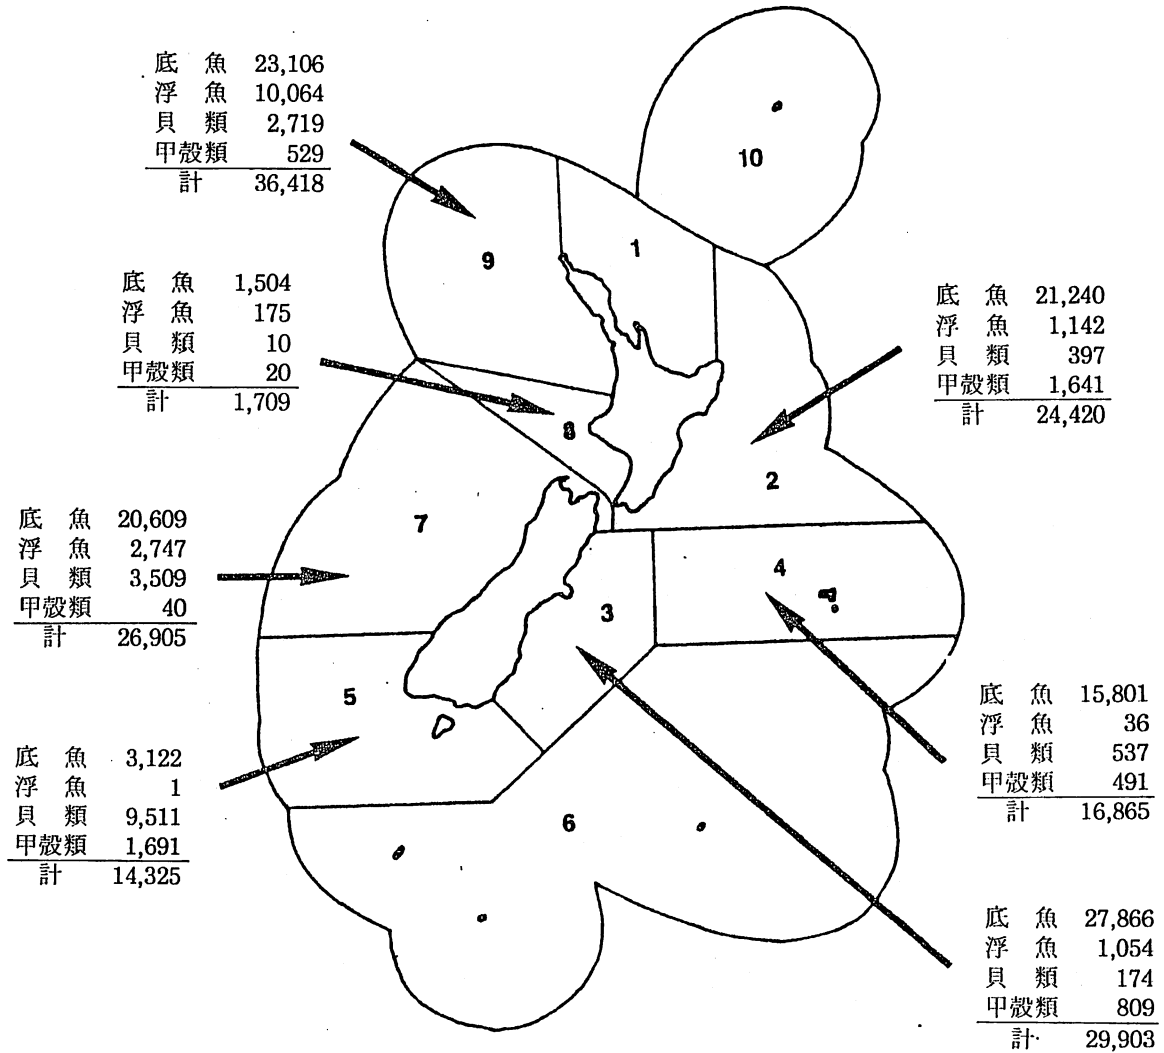 底 魚 23,106
浮 魚 10,064
貝 類 2,719
甲殻類 529
計 36,418
10
9
1
底 魚 1,504
浮 魚 175
貝 類 10
甲殻類 20
計 1,709
底 魚 21,240
浮 魚 1,142
貝 類 397
甲殻類 1,641
計 24,420
8
2
7
底 魚 20,609
浮 魚 2,747
貝 類 3,509
甲殻類 40
計 26,905
4
3
5
底 魚 15,801
浮 魚 36
貝 類 537
甲殻類 491
計 16,865
底 魚 3,122
浮 魚 1
貝 類 9,511
甲殻類 1,691
計 14,325
6
底 魚 27,866
浮 魚 1,054
貝 類 174
甲殻類 809
計 29,903